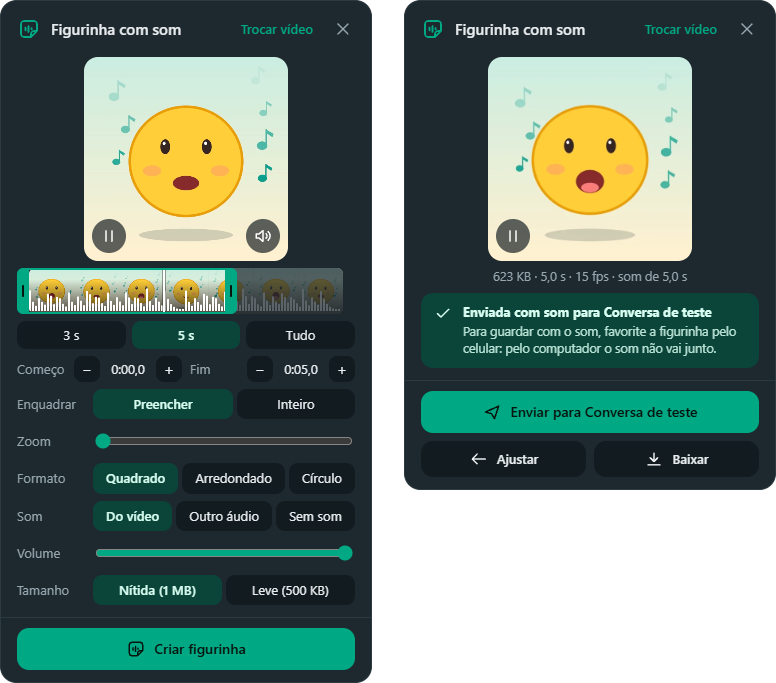 Figurinha com som
Trocar vídeo
3 s
5 s
Tudo
Começo
–
0:00,0
+
Fim
–
0:05,0
+
Enquadrar
Preencher
Inteiro
Zoom
Formato
Quadrado
Arredondado
Círculo
Som
Do vídeo
Outro áudio
Sem som
Volume
Tamanho
Nítida (1 MB)
Leve (500 KB)
Criar figurinha
Figurinha com som
Trocar vídeo
623 KB · 5,0 s · 15 fps · som de 5,0 s
Enviada com som para Conversa de teste
Para guardar com o som, favorite a figurinha pelo
celular: pelo computador o som não vai junto.
Enviar para Conversa de teste
Ajustar
Baixar